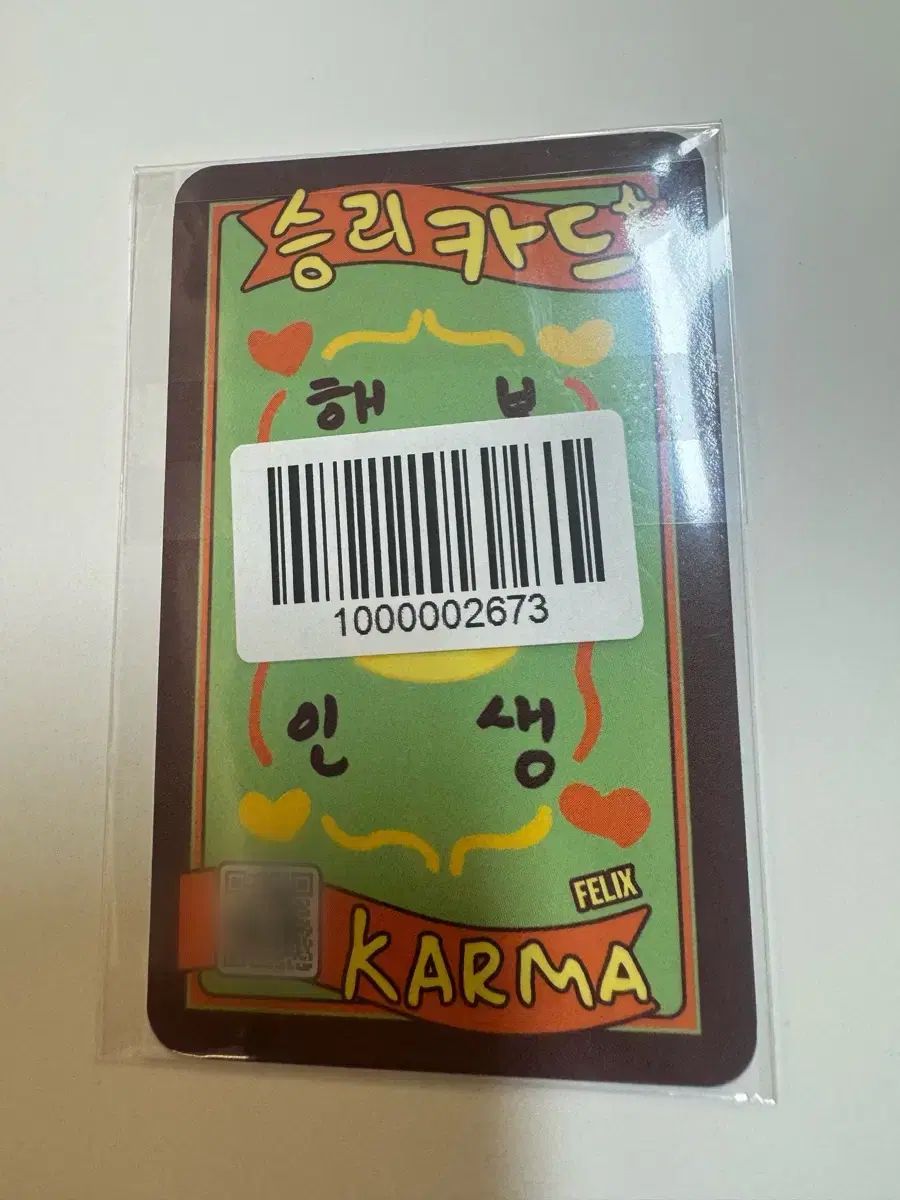 승리 카드
해
1000002673
인 생
FELIX
KARMA